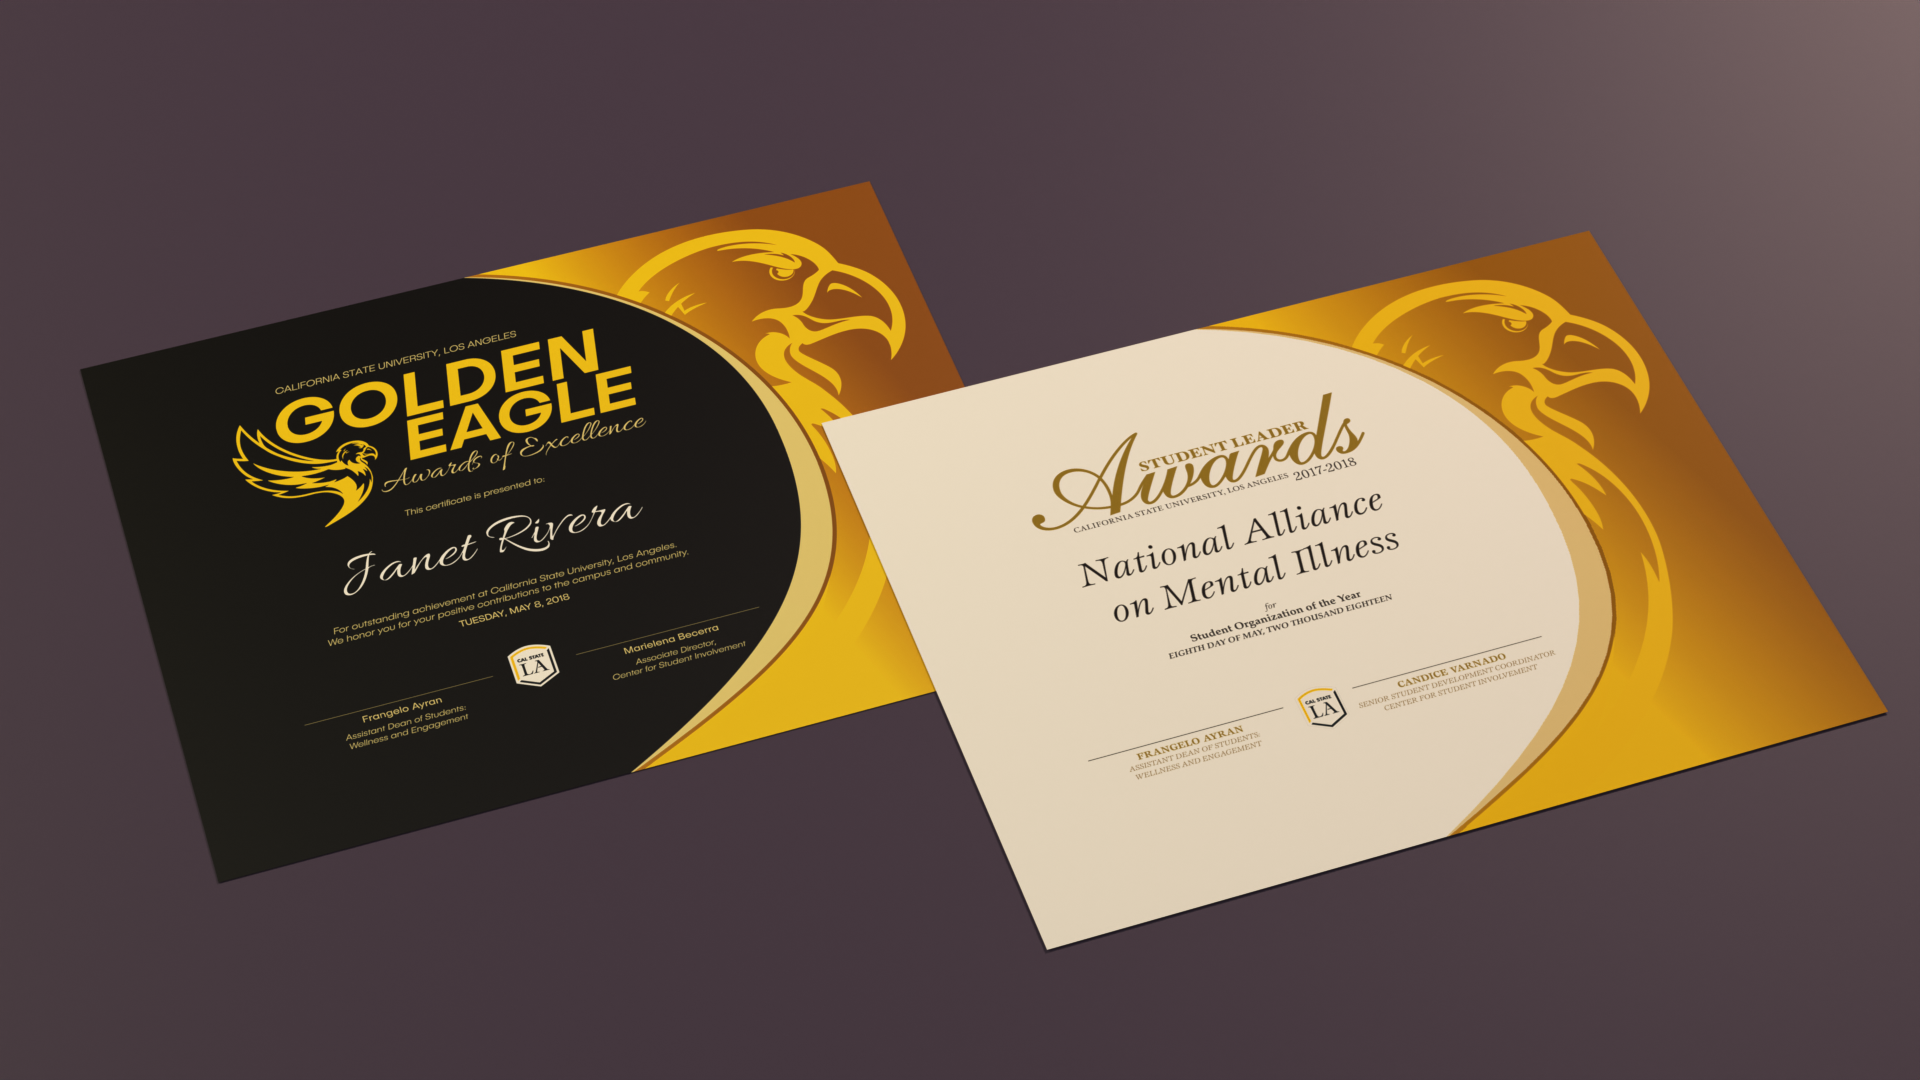 CALIFORNIA STATE UNIVERSITY, LOS ANGELES
GOLDEN
EAGLE
Awards of Excellence
This certificate is presented to:
Janet Rivera
For outstanding achievement at California State University, Los Angeles.
We honor you for your positive contributions to the campus and community.
TUESDAY, MAY 8, 2018
Frangelo Ayran
Assistant Dean of Students:
Wellness and Engagement
CAL STATE
LA
Marielena Becerra
Associate Director,
Center for Student Involvement
STUDENT LEADER
Awards
CALIFORNIA STATE UNIVERSITY, LOS ANGELES 2017-2018
National Alliance
on Mental Illness
for
Student Organization of the Year
EIGHTH DAY OF MAY, TWO THOUSAND EIGHTEEN
FRANGELO AYRAN
ASSISTANT DEAN OF STUDENTS:
WELLNESS AND ENGAGEMENT
CAL STATE
LA
CANDICE VARNADO
SENIOR STUDENT DEVELOPMENT COORDINATOR
CENTER FOR STUDENT INVOLVEMENT